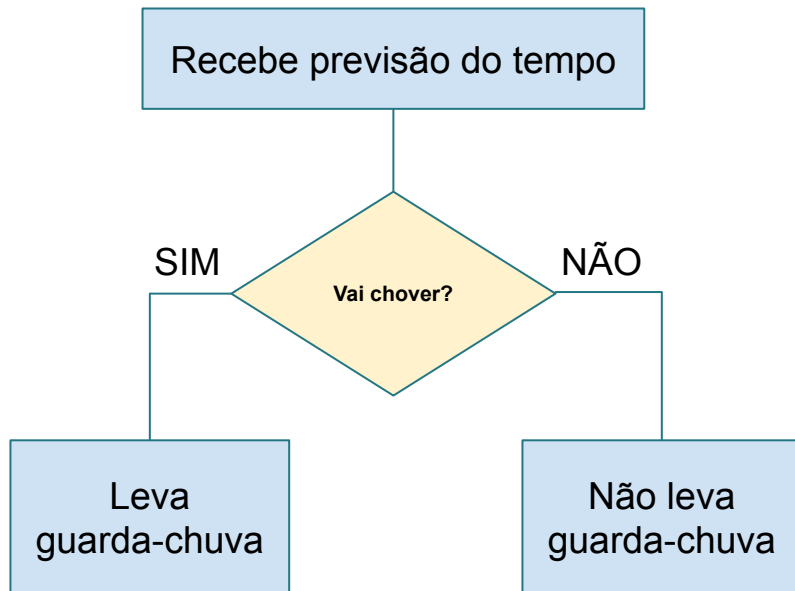 Recebe previsão do tempo
SIM
NÃO
Vai chover?
Leva
guarda-chuva
Não leva
guarda-chuva